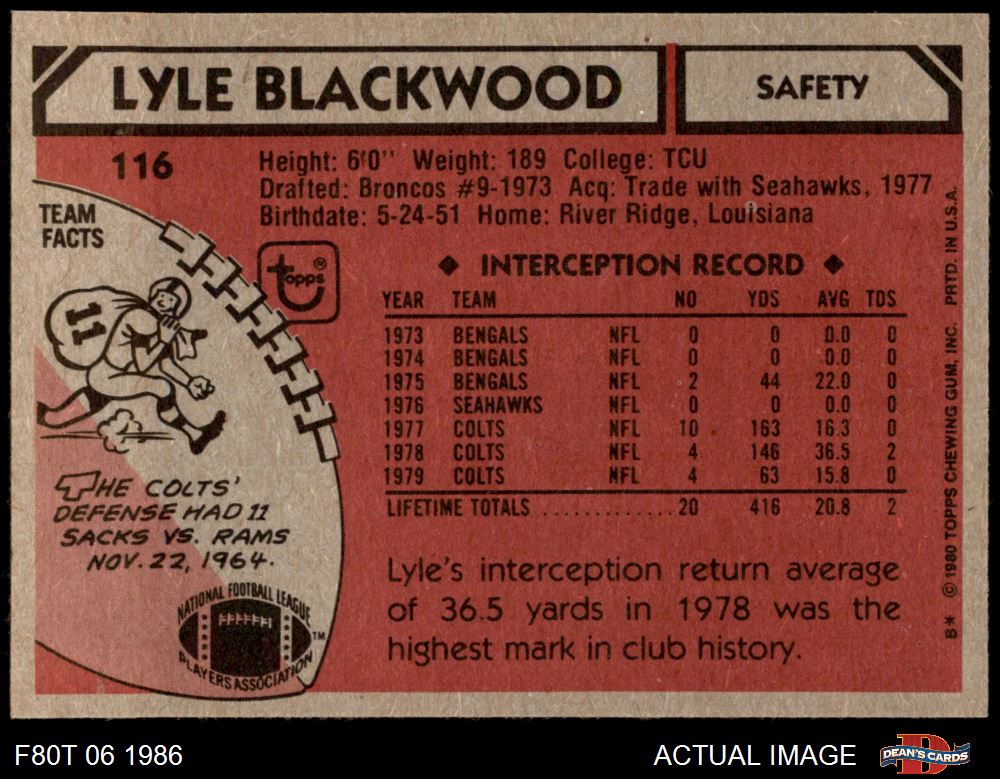 LYLE BLACKWOOD
SAFETY
116
Height: 6'0" Weight: 189 College: TCU
Drafted: Broncos #9-1973 Acq: Trade with Seahawks, 1977
Birthdate: 5-24-51 Home: River Ridge, Louisiana
TEAM
FACTS
11
topps®
THE COLTS'
DEFENSE HAD 11
SACKS VS. RAMS
NOV. 22, 1964.
NATIONAL FOOTBALL LEAGUE
PLAYERS ASSOCIATION ™
◆ INTERCEPTION RECORD ◆
YEAR TEAM NO YDS AVG TDS
1973 BENGALS NFL 0 0 0.0 0
1974 BENGALS NFL 0 0 0.0 0
1975 BENGALS NFL 2 44 22.0 0
1976 SEAHAWKS NFL 0 0 0.0 0
1977 COLTS NFL 10 163 16.3 0
1978 COLTS NFL 4 146 36.5 2
1979 COLTS NFL 4 63 15.8 0
LIFETIME TOTALS ............ 20 416 20.8 2
Lyle's interception return average
of 36.5 yards in 1978 was the
highest mark in club history.
B* © 1980 TOPPS CHEWING GUM, INC. PRTD. IN U.S.A.
F80T 06 1986
ACTUAL IMAGE
DEAN'S CARDS